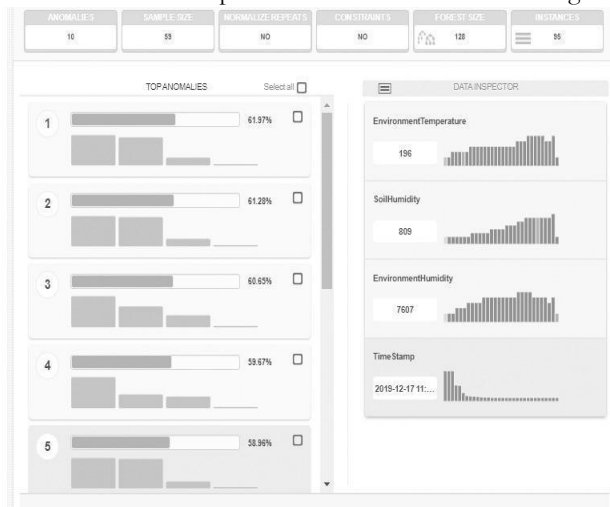 ANOMALIES SAMPLE SIZE NORMALIZE REPEATS CONSTRAINTS FOREST SIZE INSTANCES
10 59 NO NO 128 95
TOP ANOMALIES Select all DATA INSPECTOR
1 61.97%
EnvironmentTemperature
196
2 61.28%
SoilHumidity
809
3 60.65%
EnvironmentHumidity
7607
4 59.67%
TimeStamp
2019-12-17 11:...
5 58.96%